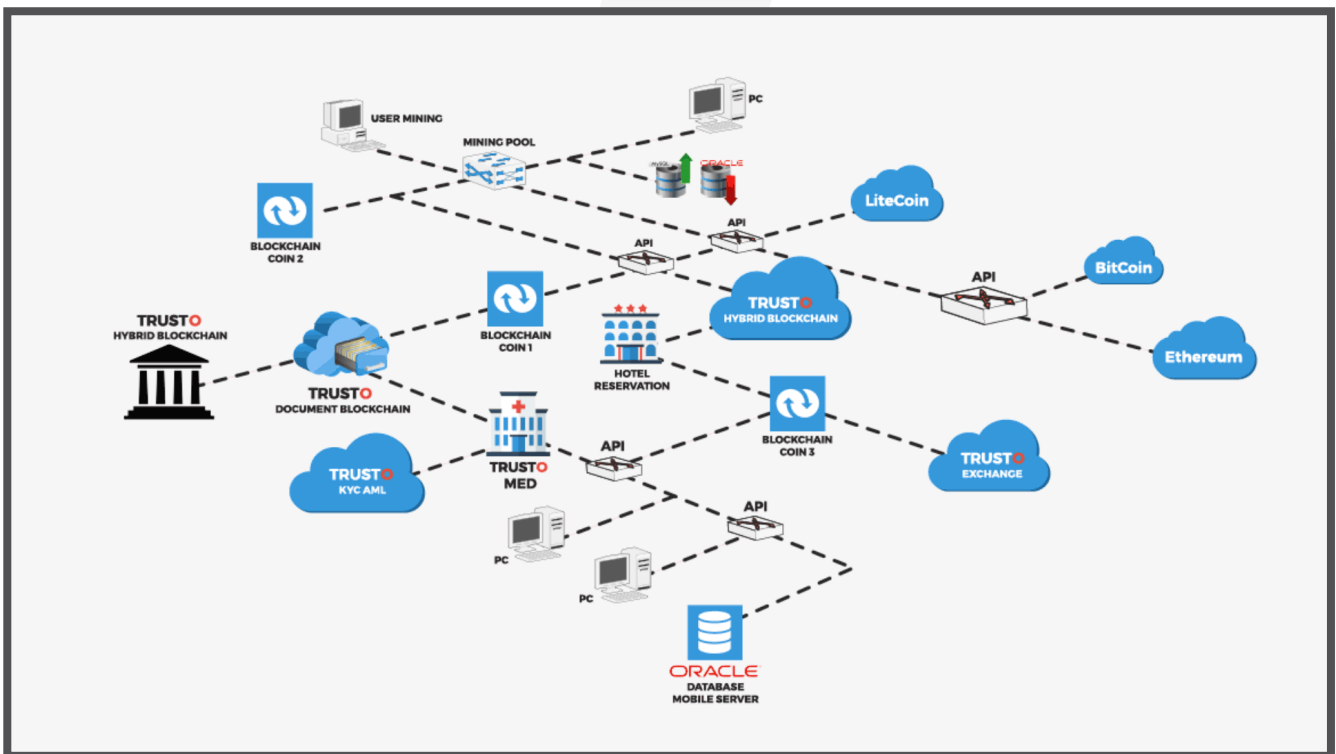 PC
USER MINING
MINING POOL
MySQL
ORACLE
LiteCoin
BLOCKCHAIN
COIN 2
API
API
BitCoin
API
TRUSTO
HYBRID BLOCKCHAIN
TRUSTO
HYBRID BLOCKCHAIN
BLOCKCHAIN
COIN 1
Ethereum
HOTEL
RESERVATION
TRUSTO
DOCUMENT BLOCKCHAIN
BLOCKCHAIN
COIN 3
API
TRUSTO
EXCHANGE
TRUSTO
KYC AML
TRUSTO
MED
API
PC
PC
ORACLE
DATABASE
MOBILE SERVER